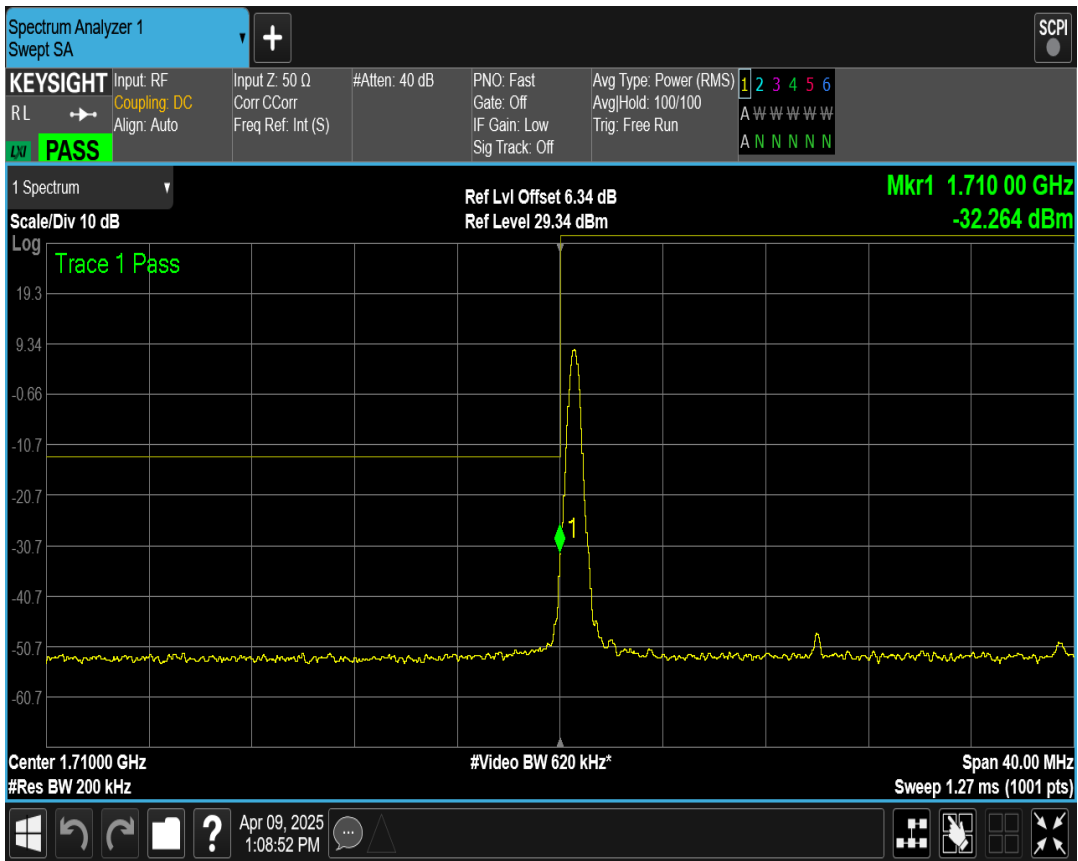 Spectrum Analyzer 1
Swept SA
SCPI
KEYSIGHT
RL
LXI PASS
Input: RF
Coupling: DC
Align: Auto
Input Z: 50 Ω
Corr CCorr
Freq Ref: Int (S)
#Atten: 40 dB
PNO: Fast
Gate: Off
IF Gain: Low
Sig Track: Off
Avg Type: Power (RMS)
Avg|Hold: 100/100
Trig: Free Run
1 2 3 4 5 6
A W W W W W
A N N N N N
1 Spectrum
Scale/Div 10 dB
Ref Lvl Offset 6.34 dB
Ref Level 29.34 dBm
Mkr1 1.710 00 GHz
-32.264 dBm
Log
Trace 1 Pass
19.3
9.34
-0.66
-10.7
-20.7
-30.7
1
-40.7
-50.7
-60.7
Center 1.71000 GHz
#Res BW 200 kHz
#Video BW 620 kHz*
Span 40.00 MHz
Sweep 1.27 ms (1001 pts)
?
Apr 09, 2025
1:08:52 PM